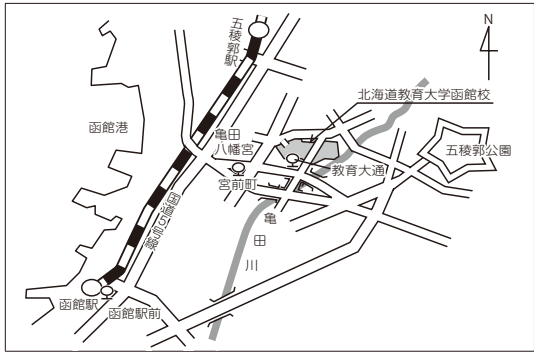 N
五稜郭駅
北海道教育大学函館校
函館港
亀田
八幡宮
五稜郭公園
教育大通
宮前町
国道5号線
亀田川
函館駅
函館駅前